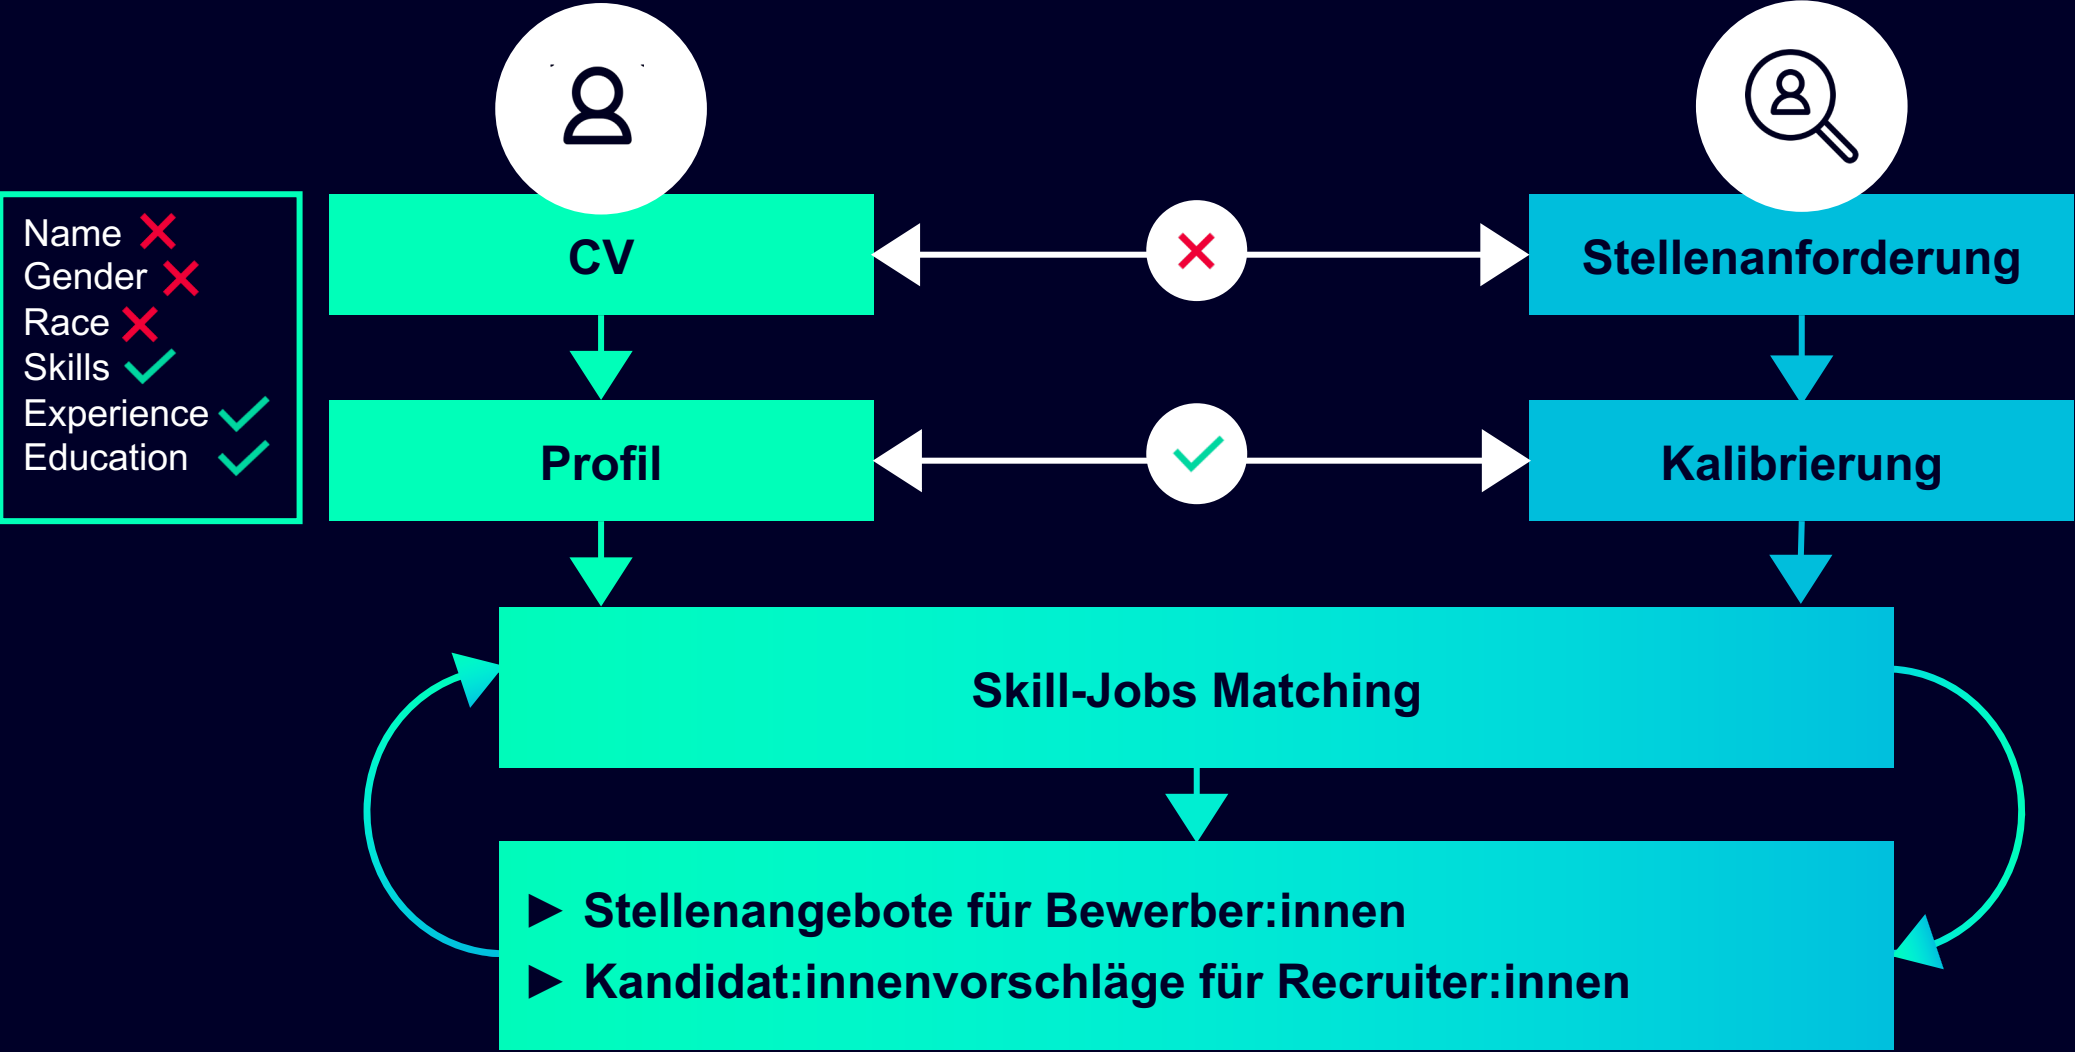 Name
Gender
Race
Skills
Experience
Education
CV
Stellenanforderung
Profil
Kalibrierung
Skill-Jobs Matching
► Stellenangebote für Bewerber:innen
► Kandidat:innenvorschläge für Recruiter:innen